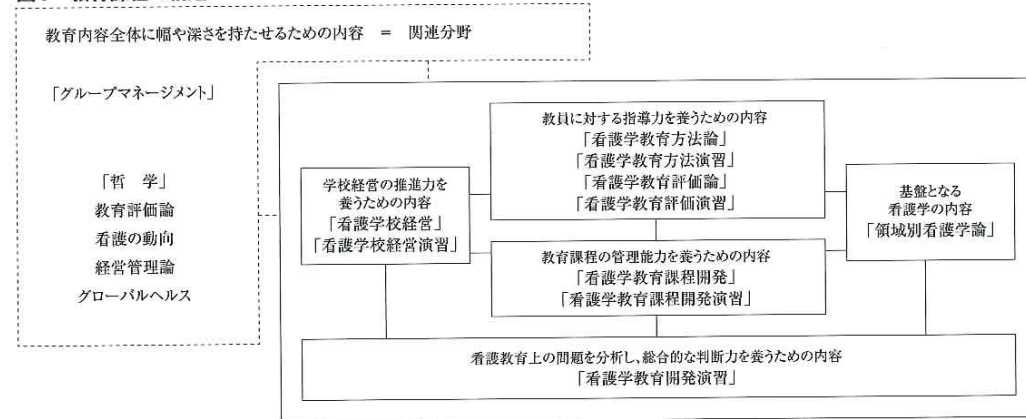 教育内容全体に幅や深さを持たせるための内容 = 関連分野
「グループマネージメント」
「哲 学」
教育評価論
看護の動向
経営管理論
グローバルヘルス
学校経営の推進力を
養うための内容
「看護学校経営」
「看護学校経営演習」
教員に対する指導力を養うための内容
「看護学教育方法論」
「看護学教育方法演習」
「看護学教育評価論」
「看護学教育評価演習」
教育課程の管理能力を養うための内容
「看護学教育課程開発」
「看護学教育課程開発演習」
基盤となる
看護学の内容
「領域別看護学論」
看護教育上の問題を分析し、総合的な判断力を養うための内容
「看護学教育開発演習」